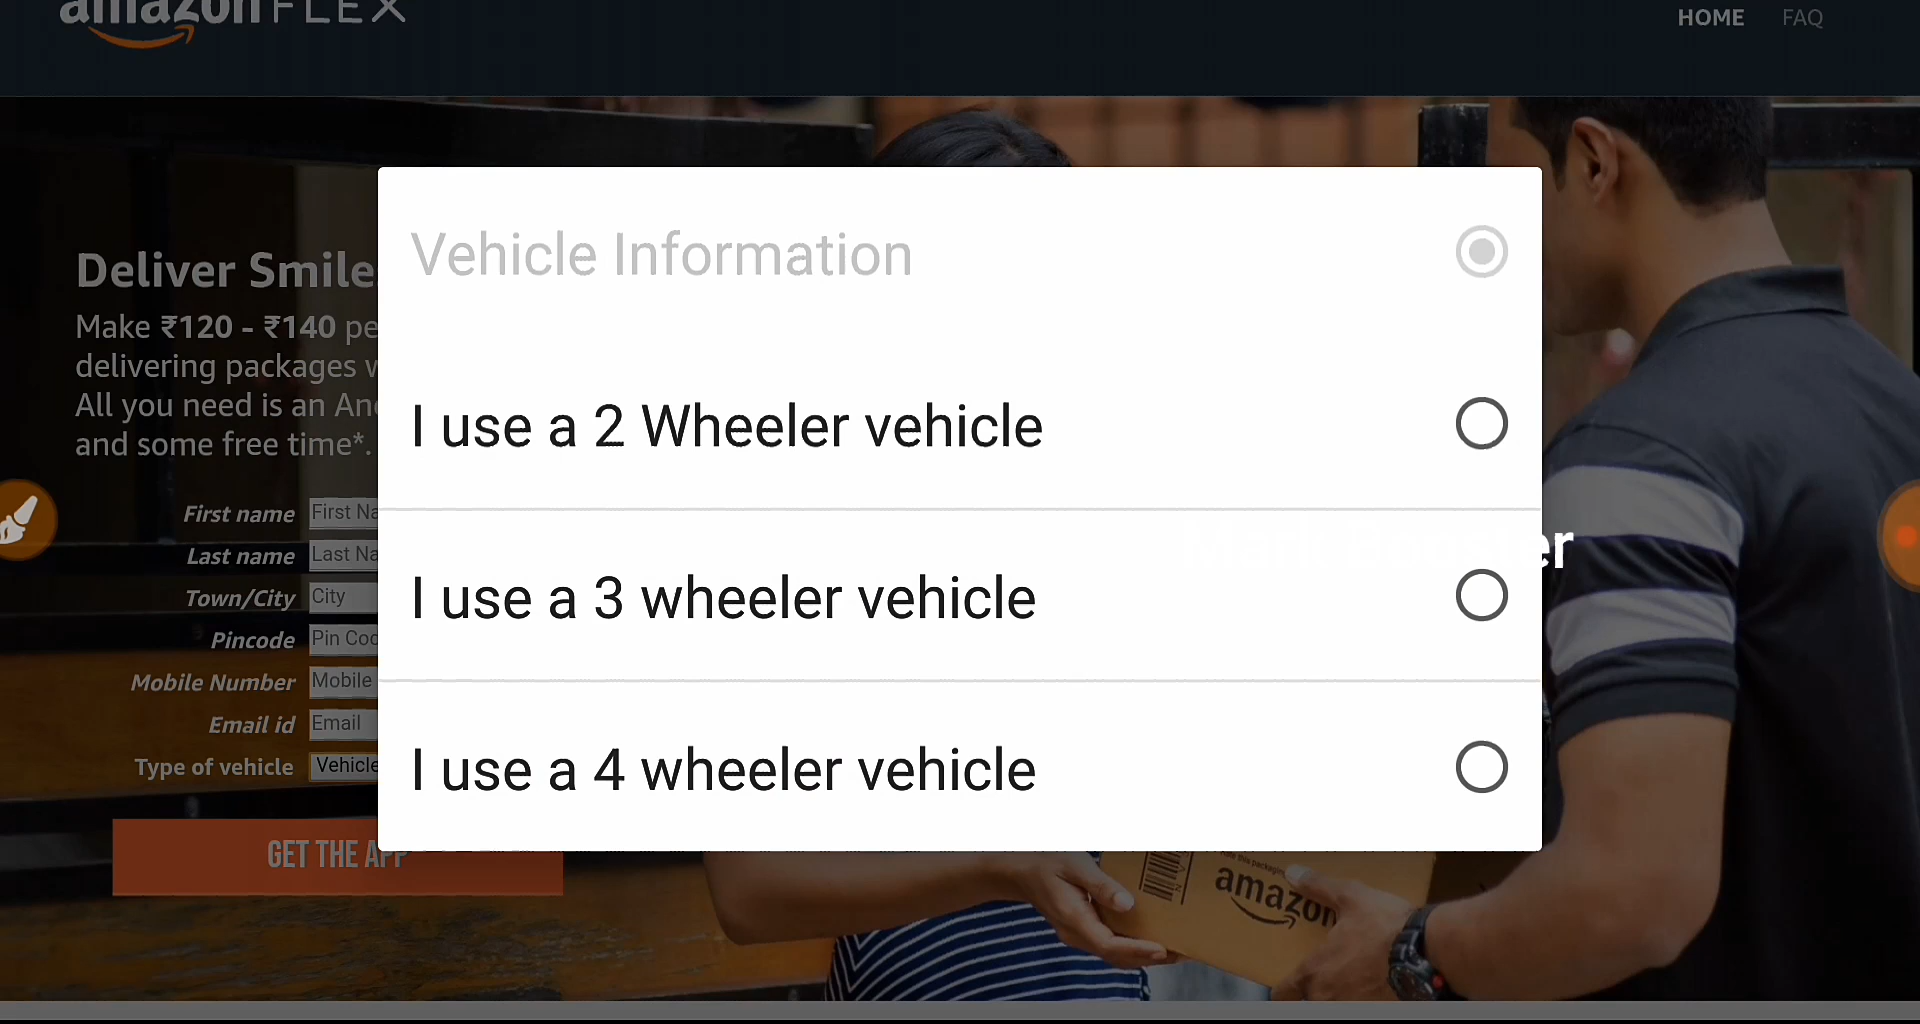 amazon FLEX
HOME
FAQ
Vehicle Information
Deliver Smile
Make ₹120 - ₹140 pe
delivering packages
All you need is an An
and some free time*.
I use a 2 Wheeler vehicle
First name First Na
Last name Last Na
Town/City City
I use a 3 wheeler vehicle
Pincode Pin Coo
Mobile Number Mobile
Email id Email
Type of vehicle Vehicle
I use a 4 wheeler vehicle
GET THE APP
amazon